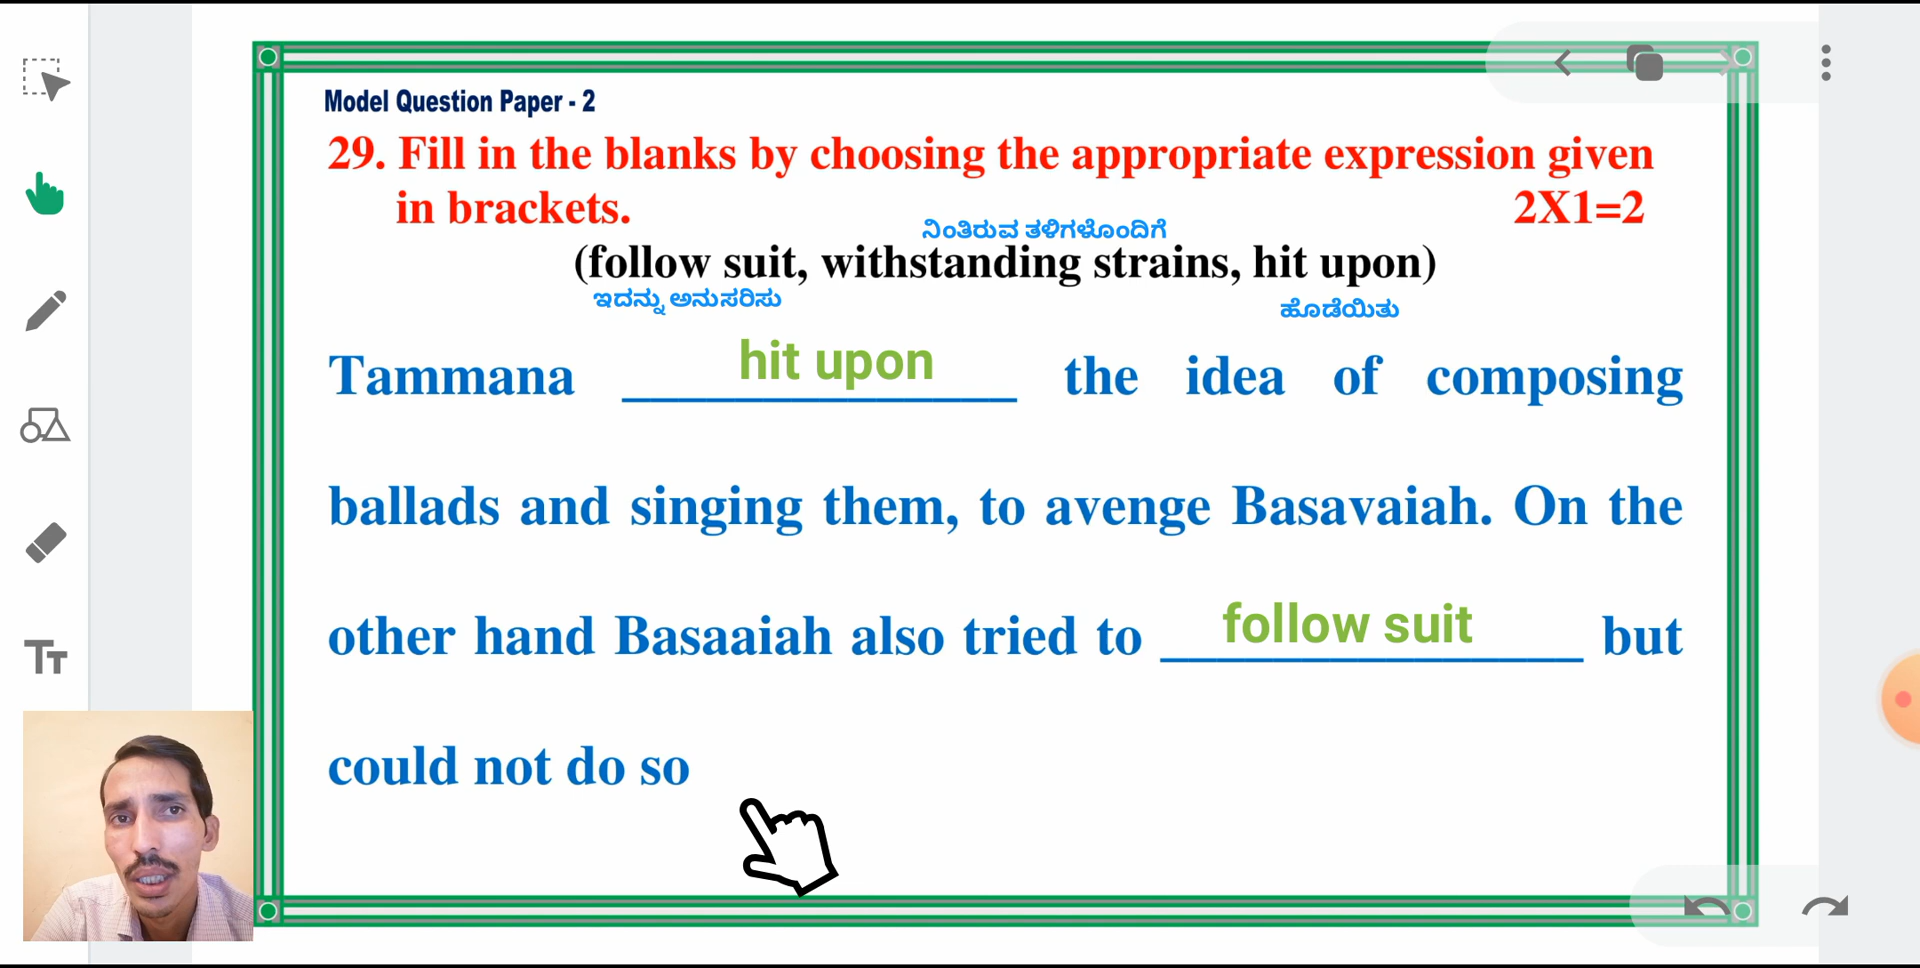 Model Question Paper - 2
29. Fill in the blanks by choosing the appropriate expression given
in brackets. 2X1=2
ನಿಂತಿರುವ ತಳಿಗಳೊಂದಿಗೆ
(follow suit, withstanding strains, hit upon)
ಇದನ್ನು ಅನುಸರಿಸು ಹೊಡೆಯಿತು
Tammana hit upon the idea of composing
ballads and singing them, to avenge Basavaiah. On the
other hand Basaaiah also tried to follow suit but
could not do so
TT